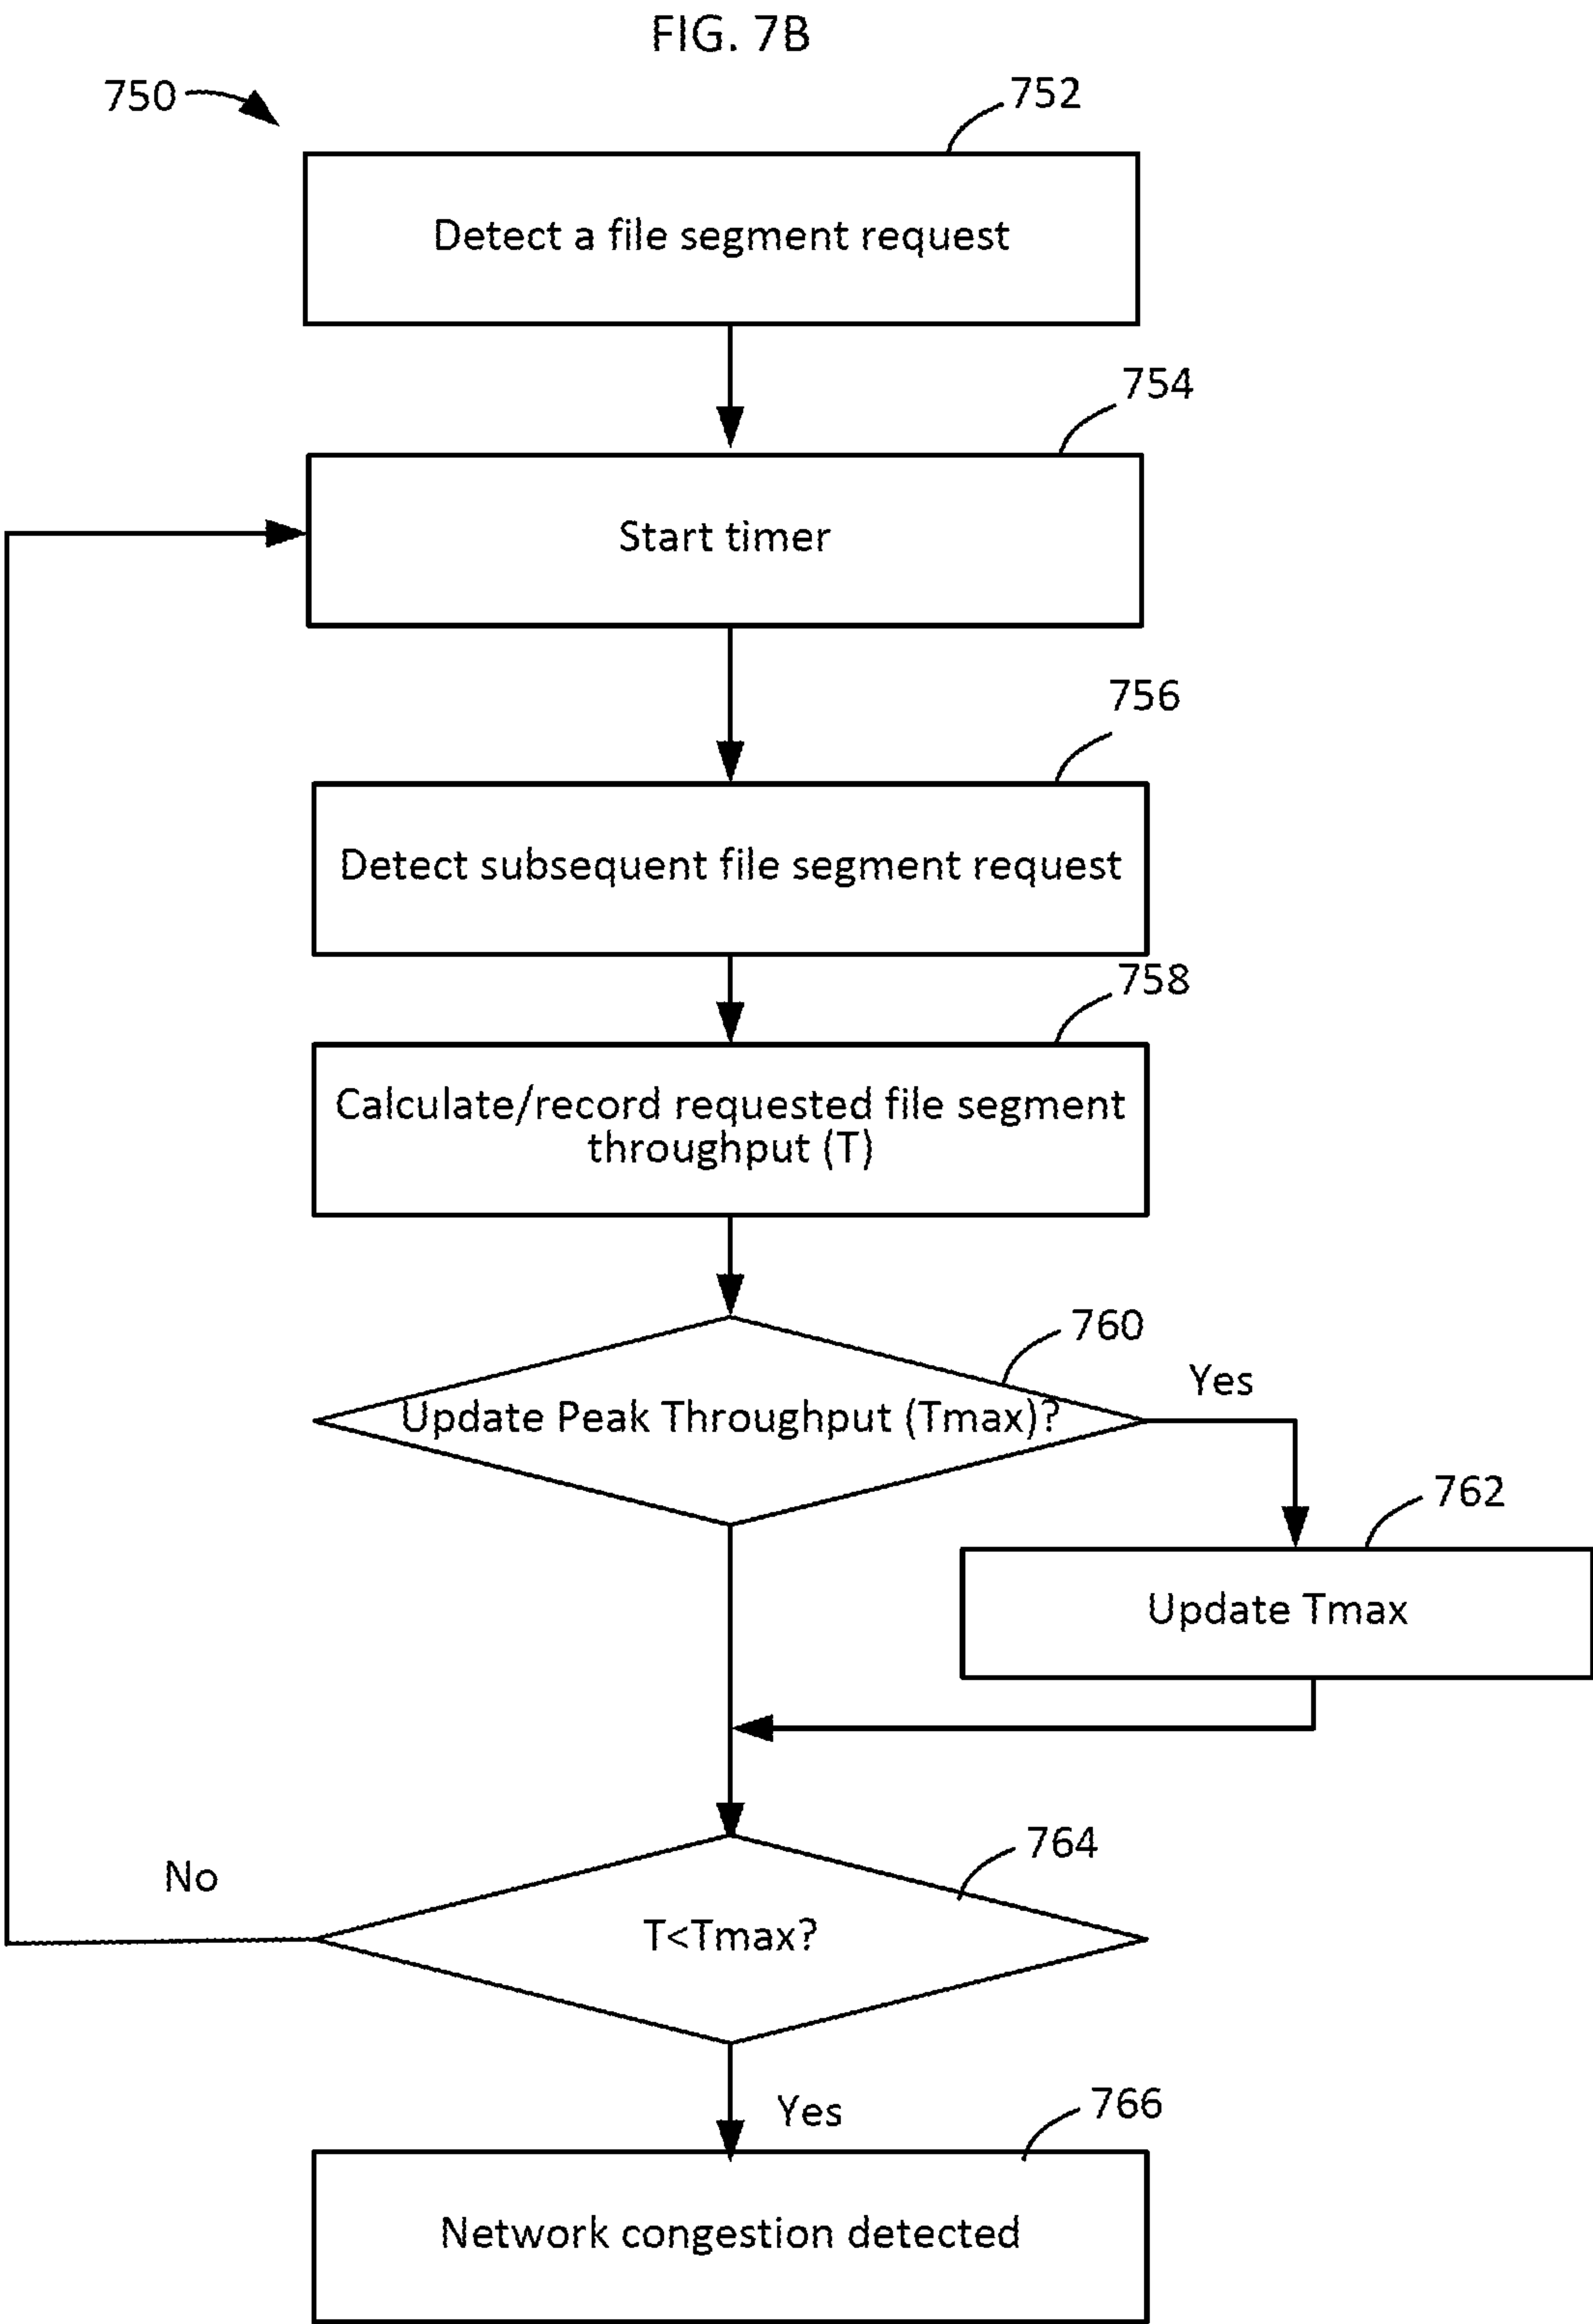 FIG. 7B
750
752
Detect a file segment request
754
Start timer
756
Detect subsequent file segment request
758
Calculate/record requested file segment
throughput (T)
760
Yes
Update Peak Throughput (Tmax)?
762
Update Tmax
764
No
T<Tmax?
Yes
766
Network congestion detected